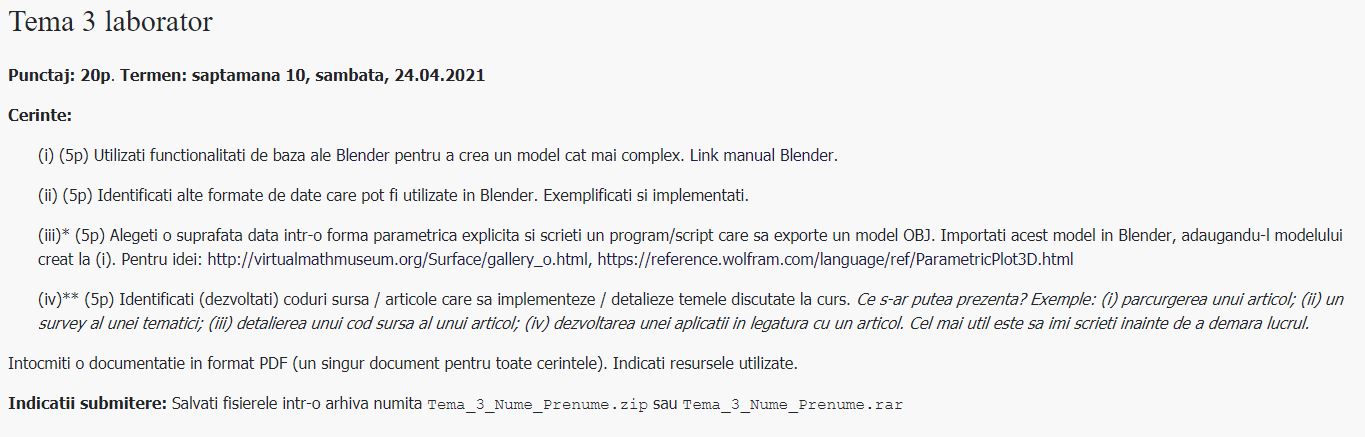 Tema 3 laborator
Punctaj: 20p. Termen: saptamana 10, sambata, 24.04.2021
Cerinte:
(i) (5p) Utilizati functionalitati de baza ale Blender pentru a crea un model cat mai complex. Link manual Blender.
(ii) (5p) Identificati alte formate de date care pot fi utilizate in Blender. Exemplificati si implementati.
(iii)* (5p) Alegeti o suprafata data intr-o forma parametrica explicita si scrieti un program/script care sa exporte un model OBJ. Importati acest model in Blender, adaugandu-l modelului
creat la (i). Pentru idei: http://virtualmathmuseum.org/Surface/gallery_o.html, https://reference.wolfram.com/language/ref/ParametricPlot3D.html
(iv)** (5p) Identificati (dezvoltati) coduri sursa / articole care sa implementeze / detalieze temele discutate la curs. Ce s-ar putea prezenta? Exemple: (i) parcurgerea unui articol; (ii) un
survey al unei tematici; (iii) detalierea unui cod sursa al unui articol; (iv) dezvoltarea unei aplicatii in legatura cu un articol. Cel mai util este sa imi scrieti inainte de a demara lucrul.
Intocmiti o documentatie in format PDF (un singur document pentru toate cerintele). Indicati resursele utilizate.
Indicatii submitere: Salvati fisierele intr-o arhiva numita Tema_3_Nume_Prenume.zip sau Tema_3_Nume_Prenume.rar